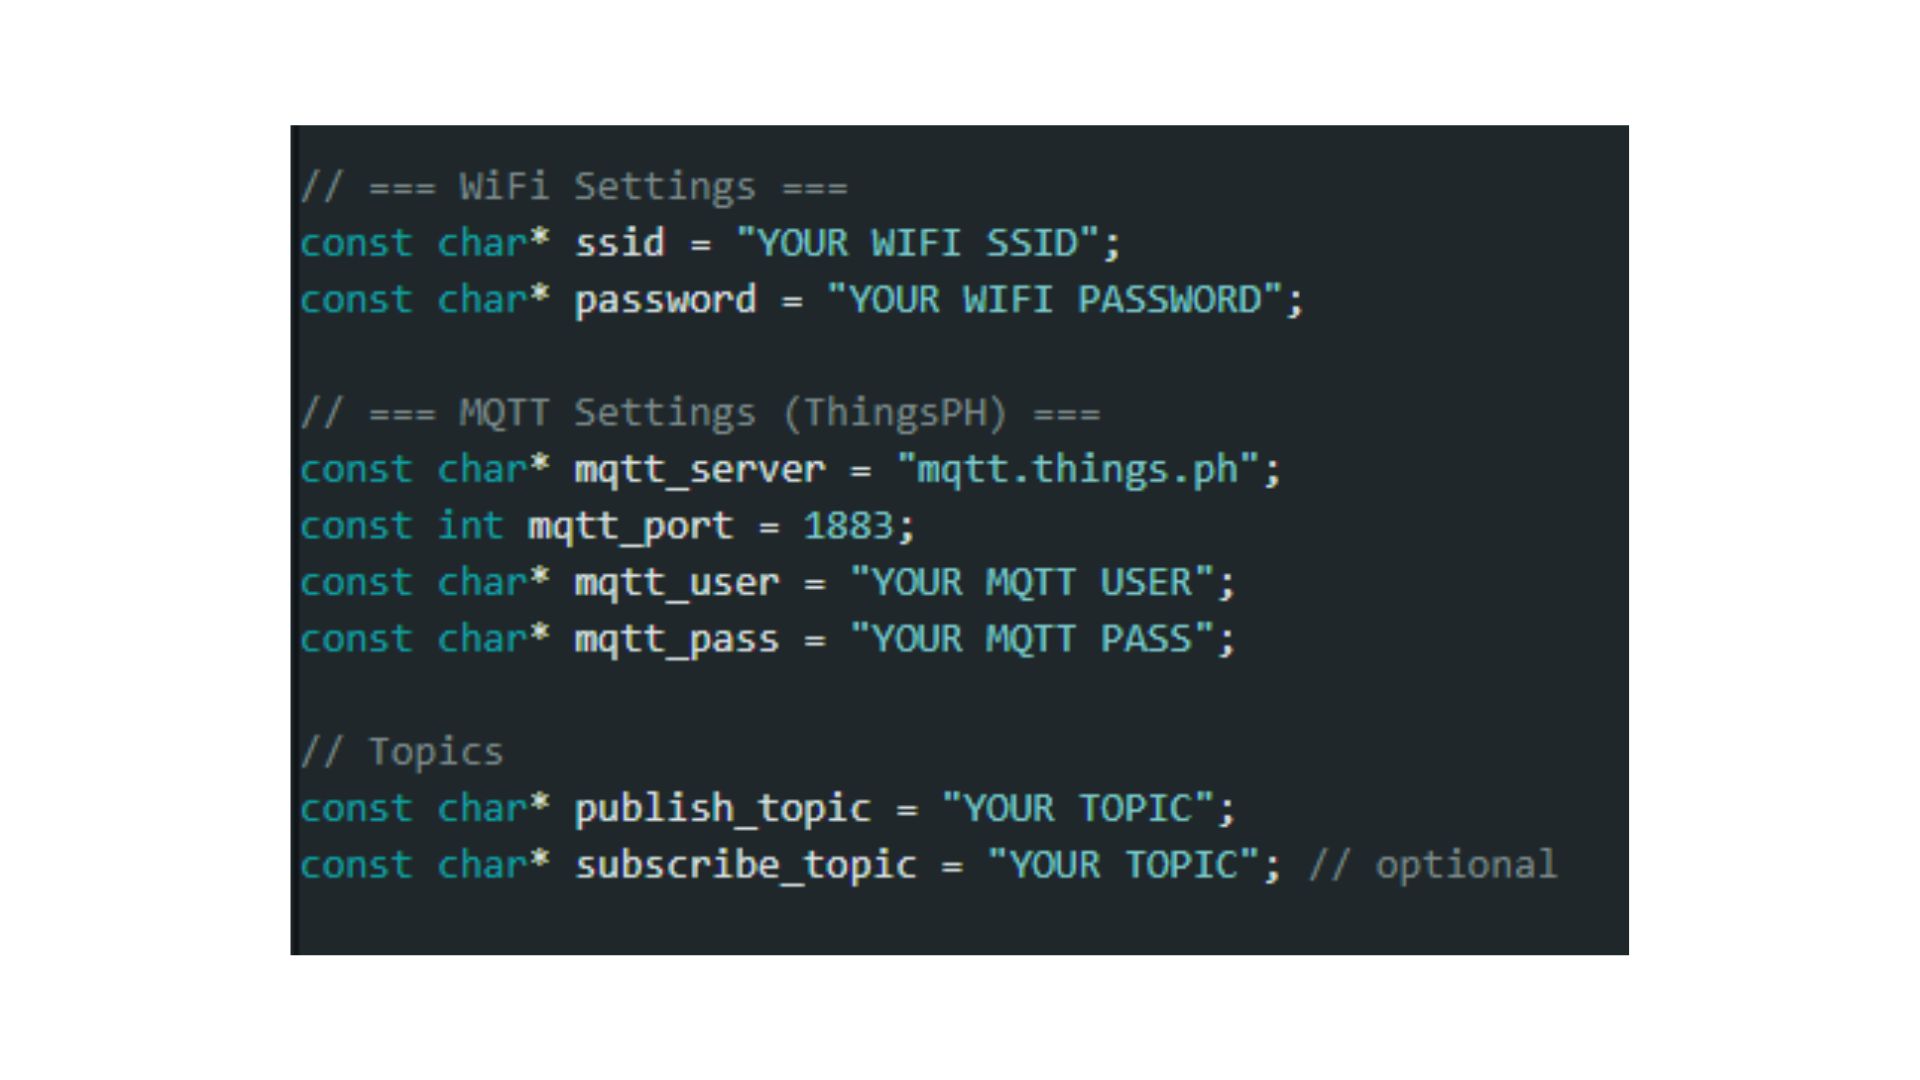 // === WiFi Settings ===
const char* ssid = "YOUR WIFI SSID";
const char* password = "YOUR WIFI PASSWORD";
// === MQTT Settings (ThingsPH) ===
const char* mqtt_server = "mqtt.things.ph";
const int mqtt_port = 1883;
const char* mqtt_user = "YOUR MQTT USER";
const char* mqtt_pass = "YOUR MQTT PASS";
// Topics
const char* publish_topic = "YOUR TOPIC";
const char* subscribe_topic = "YOUR TOPIC"; // optional